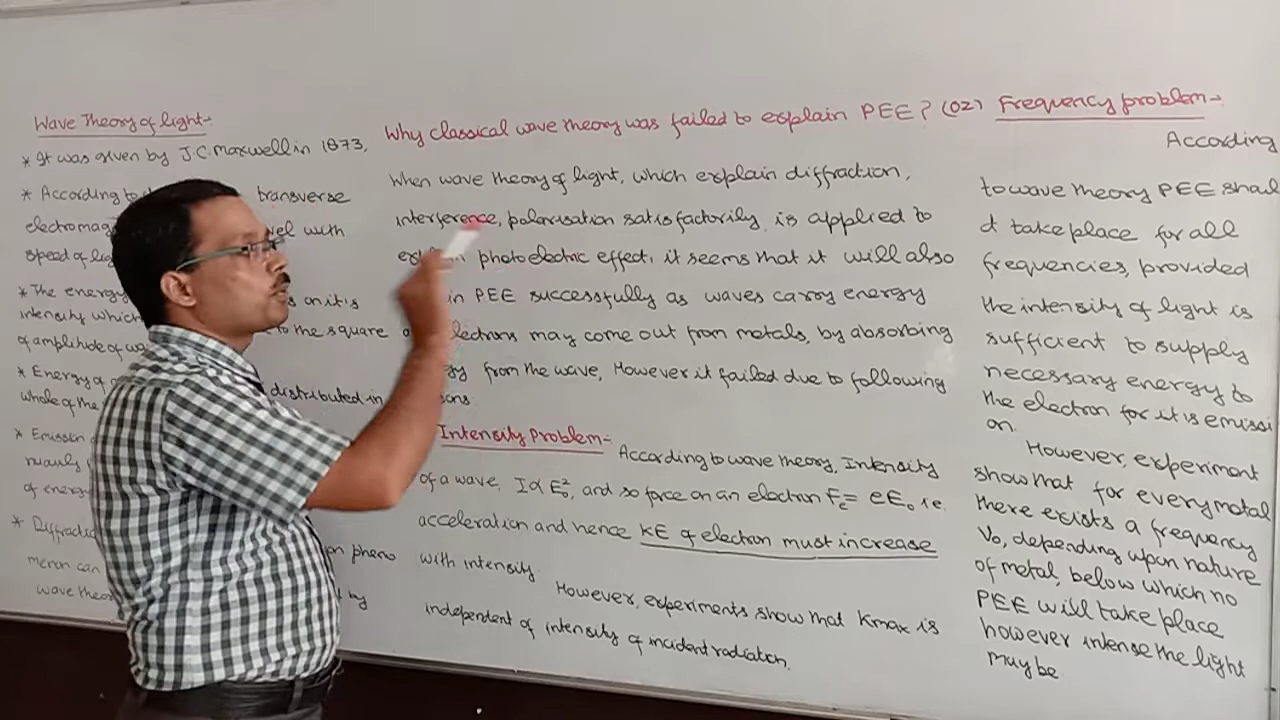 Wave Theory of light-
* It was given by J.C. Maxwell in 1873.
* According to transverse
electromag vel with
speed of lig
* The energy s on it's
intensity which to the square
of amplitude of wa
* Energy of distributed in
whole of the
* Emission
mainly
of energy
* Diffractio on pheno
menon can by
wave theor
Why classical wave theory was failed to explain PEE?
When wave theory of light, which explain diffraction,
interference, polarisation satisfactorily, is applied to
photoelectric effect, it seems that it will also
in PEE successfully as waves carry energy
lectrons may come out from metals, by absorbing
gy from the wave, However it failed due to following
ons
Intensity Problem-
According to wave theory, Intensity
of a wave, I∝ E₀², and so force on an electron Fₑ= eE₀ i.e.
acceleration and hence KE of electron must increase
with intensity.
However, experiments show that Kmax is
independent of intensity of incident radiation.
(02) Frequency problem-
According
to wave theory PEE shal
d take place for all
frequencies, provided
the intensity of light is
sufficient to supply
necessary energy to
the electron for it is emissi
on.
However, experiment
show that for every metal
there exists a frequency
ν₀, depending upon nature
of metal, below which no
PEE will take place
however intense the light
may be